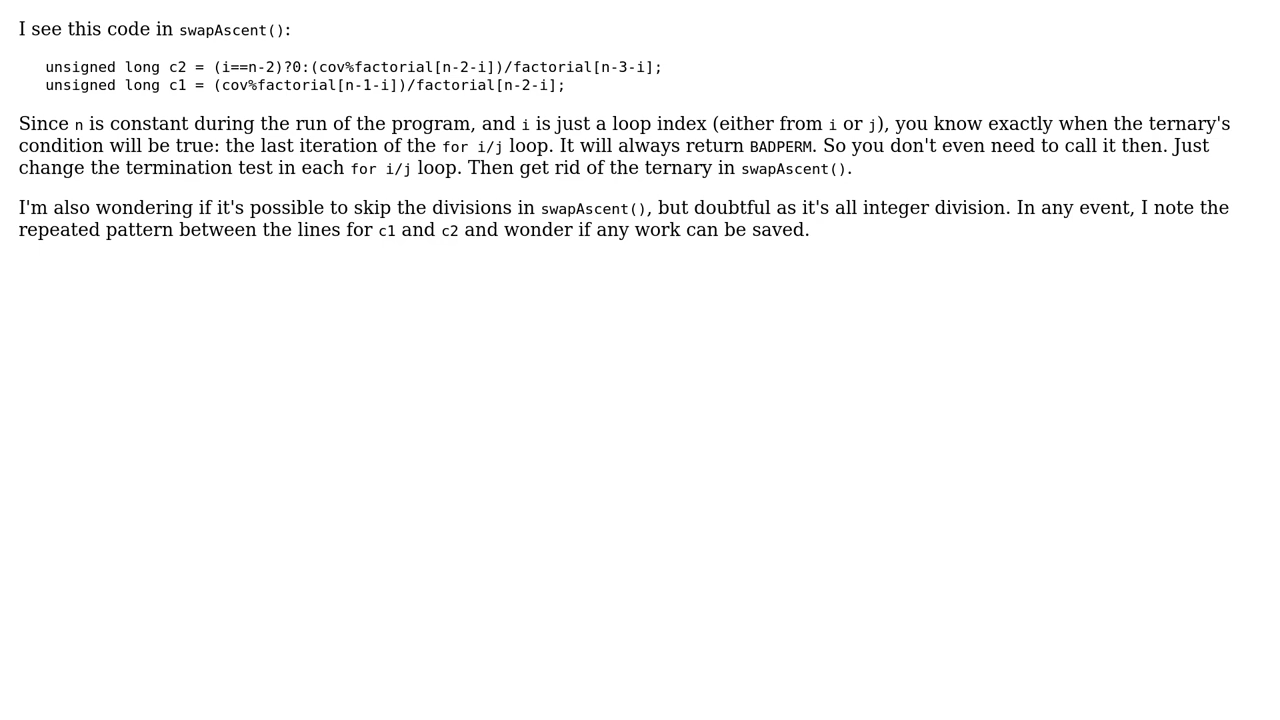 I see this code in swapAscent():
unsigned long c2 = (i==n-2)?0:(cov%factorial[n-2-i])/factorial[n-3-i];
unsigned long c1 = (cov%factorial[n-1-i])/factorial[n-2-i];
Since n is constant during the run of the program, and i is just a loop index (either from i or j), you know exactly when the ternary's
condition will be true: the last iteration of the for i/j loop. It will always return BADPERM. So you don't even need to call it then. Just
change the termination test in each for i/j loop. Then get rid of the ternary in swapAscent().
I'm also wondering if it's possible to skip the divisions in swapAscent(), but doubtful as it's all integer division. In any event, I note the
repeated pattern between the lines for c1 and c2 and wonder if any work can be saved.